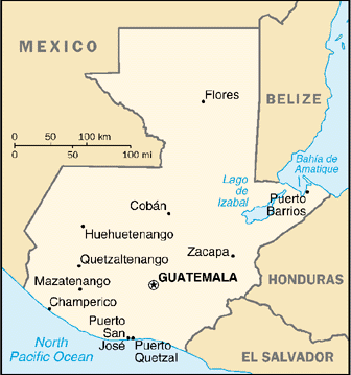 MEXICO
Flores
BELIZE
0 50 100 km
0 50 100 mi
Bahía de
Amatique
Lago
de
Izabal
Puerto
Barrios
Cobán
Huehuetenango
Quetzaltenango
Zacapa
Mazatenango
GUATEMALA
HONDURAS
Champerico
Puerto
San
José
Puerto
Quetzal
North
Pacific Ocean
EL SALVADOR